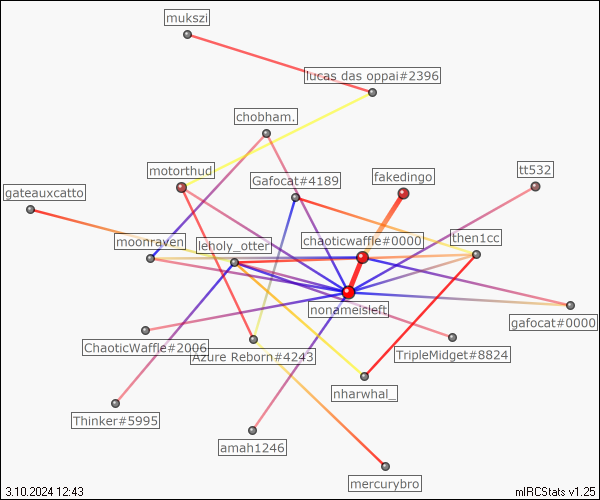 mukszi
lucas das oppai#2396
chobham.
motorthud
Gafocat#4189
fakedingo
tt532
gateauxcatto
moonraven
leholy_otter
chaoticwaffle#0000
then1cc
nonameisleft
gafocat#0000
ChaoticWaffle#2006
Azure Reborn#4243
TripleMidget#8824
nharwhal_
Thinker#5995
amah1246
mercurybro
3.10.2024 12:43
mIRCStats v1.25